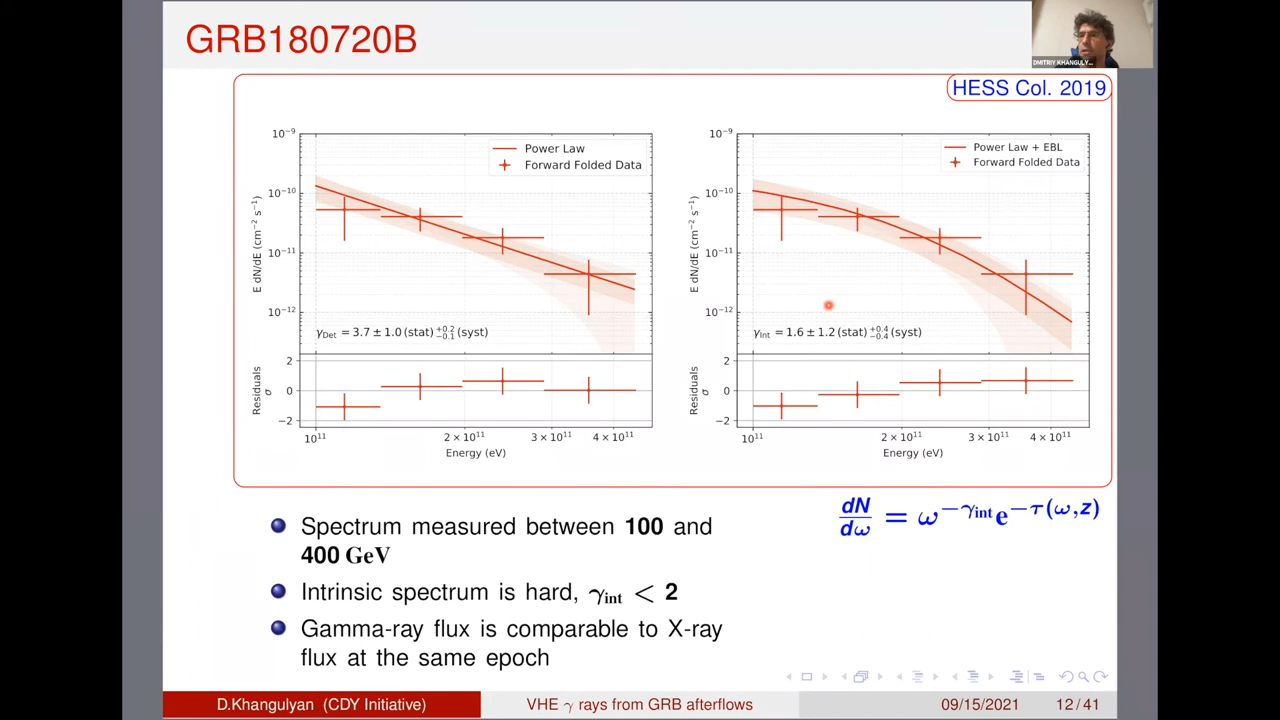 GRB180720B
DMITRIY KHANGULY...
HESS Col. 2019
10⁻⁹
10⁻¹⁰
10⁻¹¹
10⁻¹²
E dN/dE (cm⁻² s⁻¹)
Power Law
Forward Folded Data
γDet = 3.7 ± 1.0 (stat) +0.2 −0.1 (syst)
2
0
−2
Residuals
σ
10¹¹
2 × 10¹¹
3 × 10¹¹
4 × 10¹¹
Energy (eV)
10⁻⁹
10⁻¹⁰
10⁻¹¹
10⁻¹²
E dN/dE (cm⁻² s⁻¹)
Power Law + EBL
Forward Folded Data
γInt = 1.6 ± 1.2 (stat) +0.4 −0.4 (syst)
2
0
−2
Residuals
σ
10¹¹
2 × 10¹¹
3 × 10¹¹
4 × 10¹¹
Energy (eV)
Spectrum measured between 100 and
400 GeV
Intrinsic spectrum is hard, γint < 2
Gamma-ray flux is comparable to X-ray
flux at the same epoch
dN/dω = ω^−γint e^−τ(ω,z)
D.Khangulyan (CDY Initiative)
VHE γ rays from GRB afterflows
09/15/2021
12 / 41